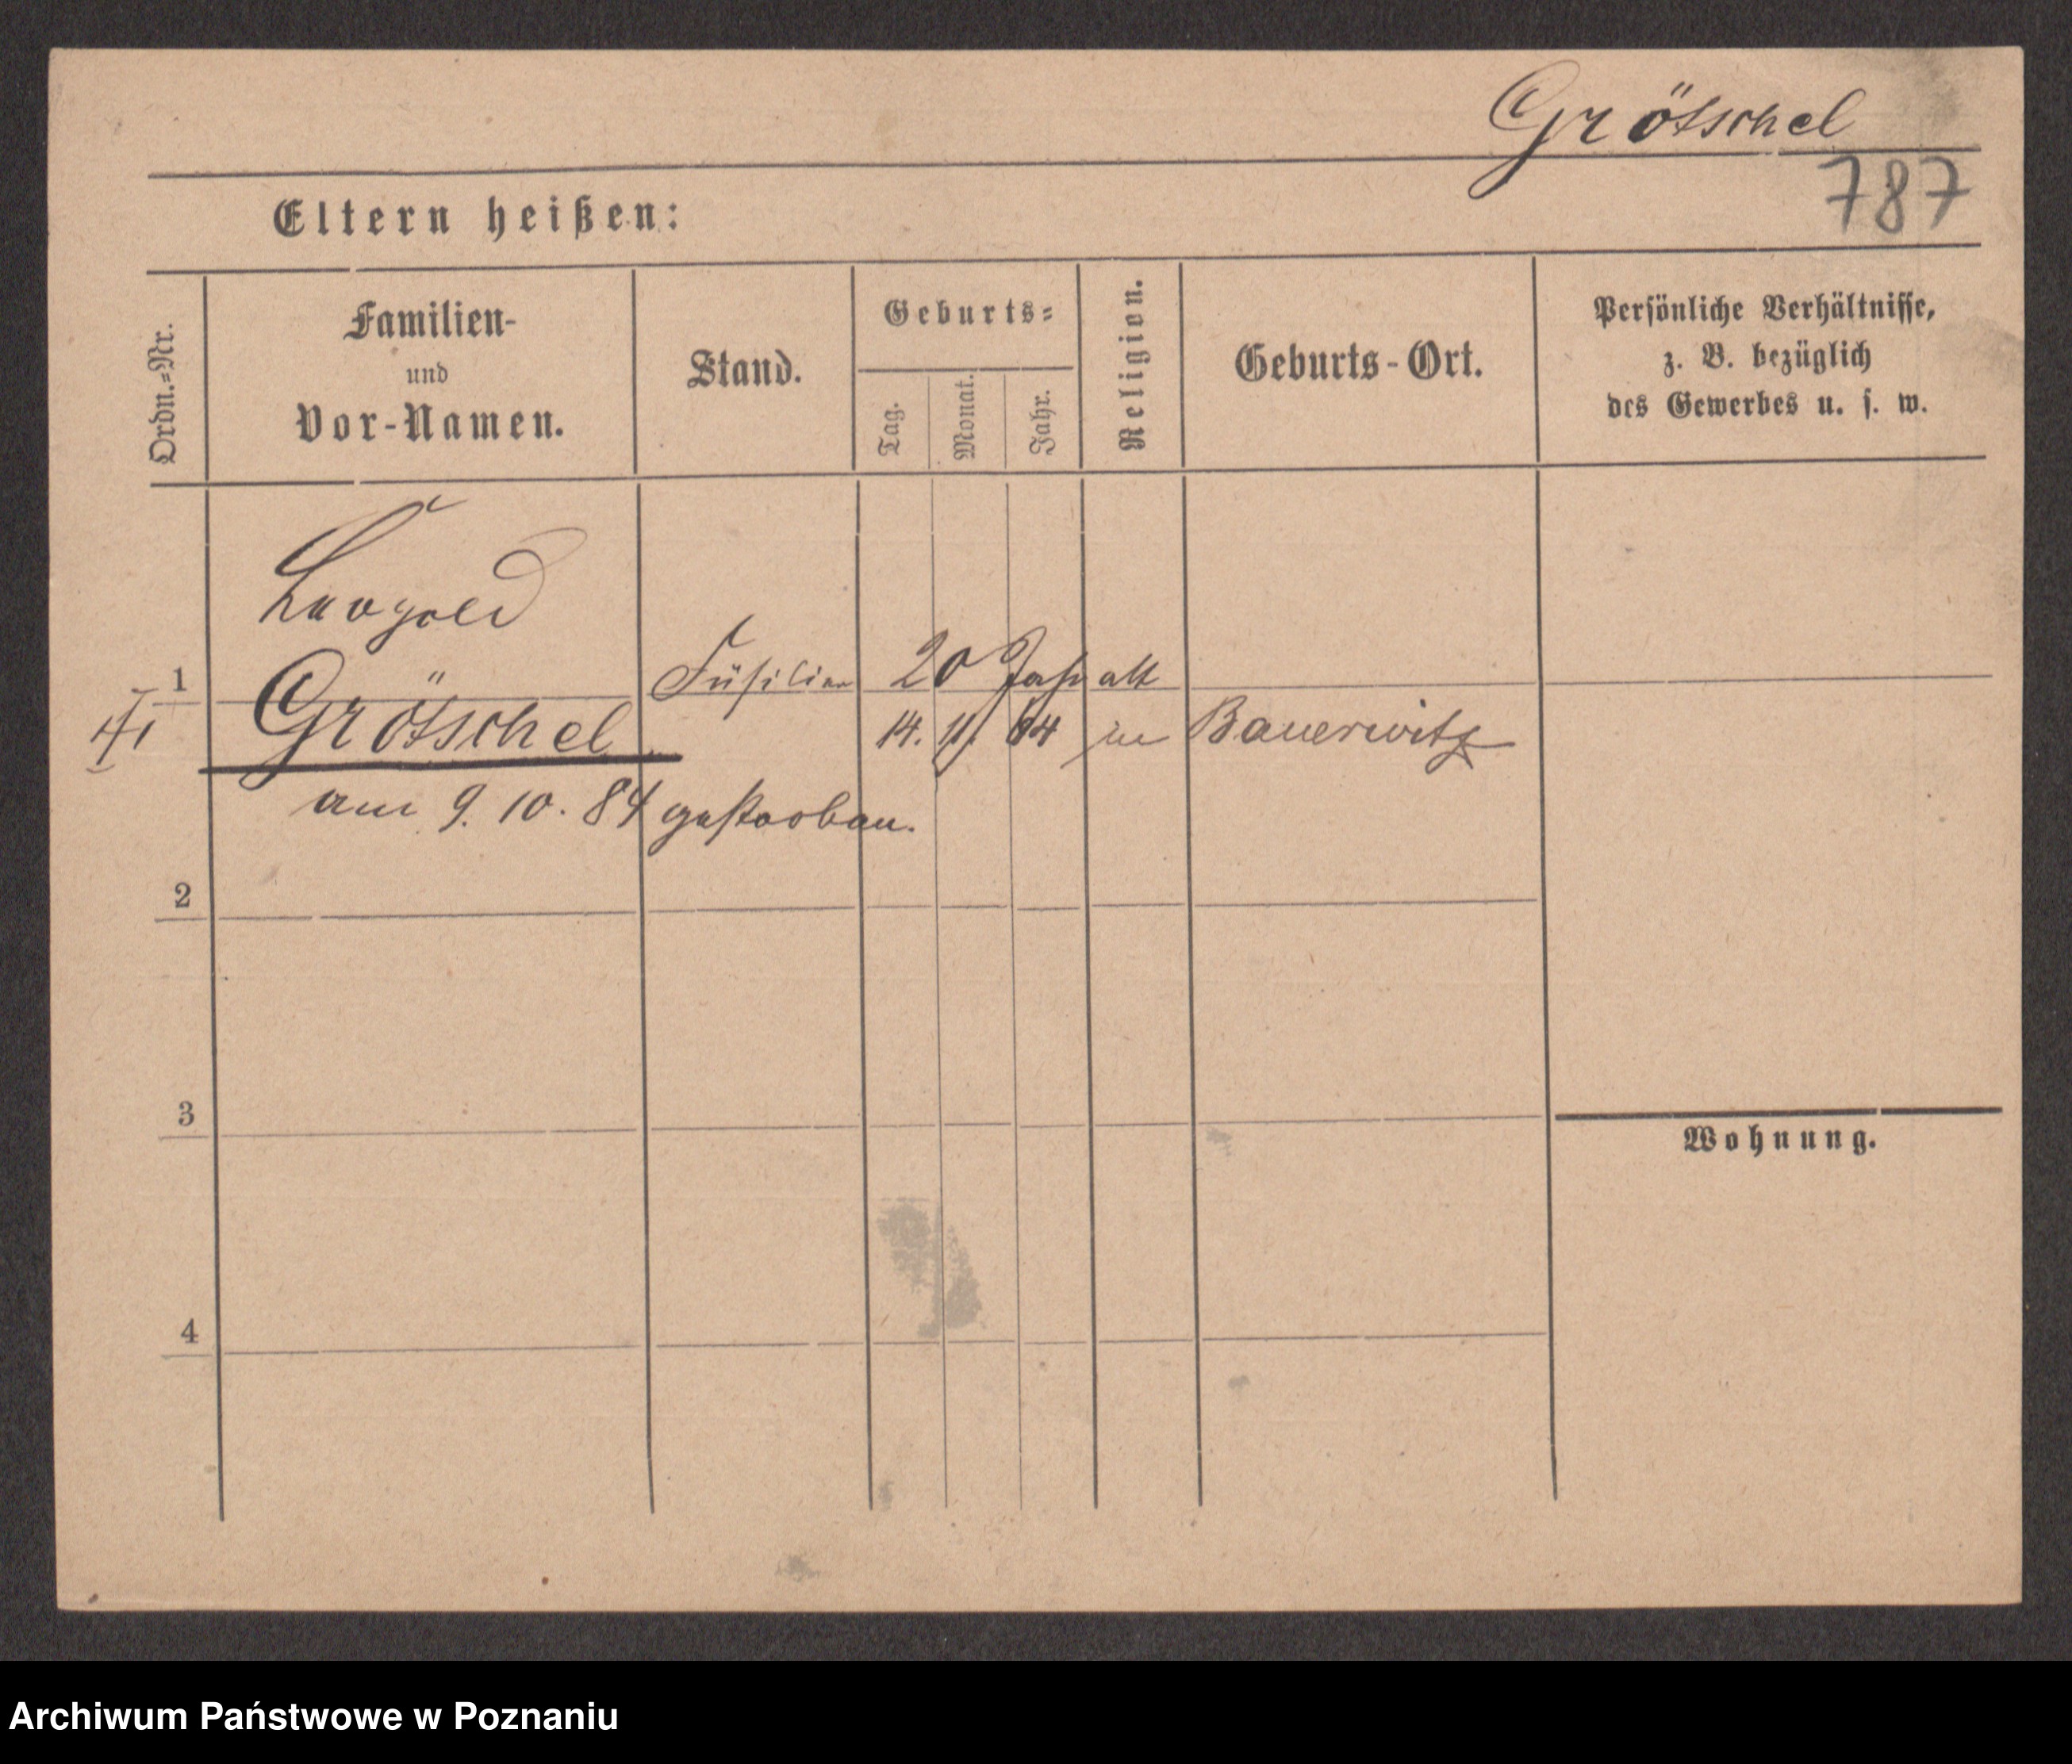 Grötschel
787
Eltern heißen:
Ordn.=Nr.
Familien-
und
Vor-Namen.
Stand.
Geburts=
Tag.
Monat.
Jahr.
Religion.
Geburts-Ort.
Persönliche Verhältnisse,
z. B. bezüglich
des Gewerbes u. s. w.
Leopold
1 Grötschel Füsilier 20 Jahr alt
14. 11. 64 in Bauerwitz
am 9. 10. 84 gestorben.
2
3
Wohnung.
4
Archiwum Państwowe w Poznaniu